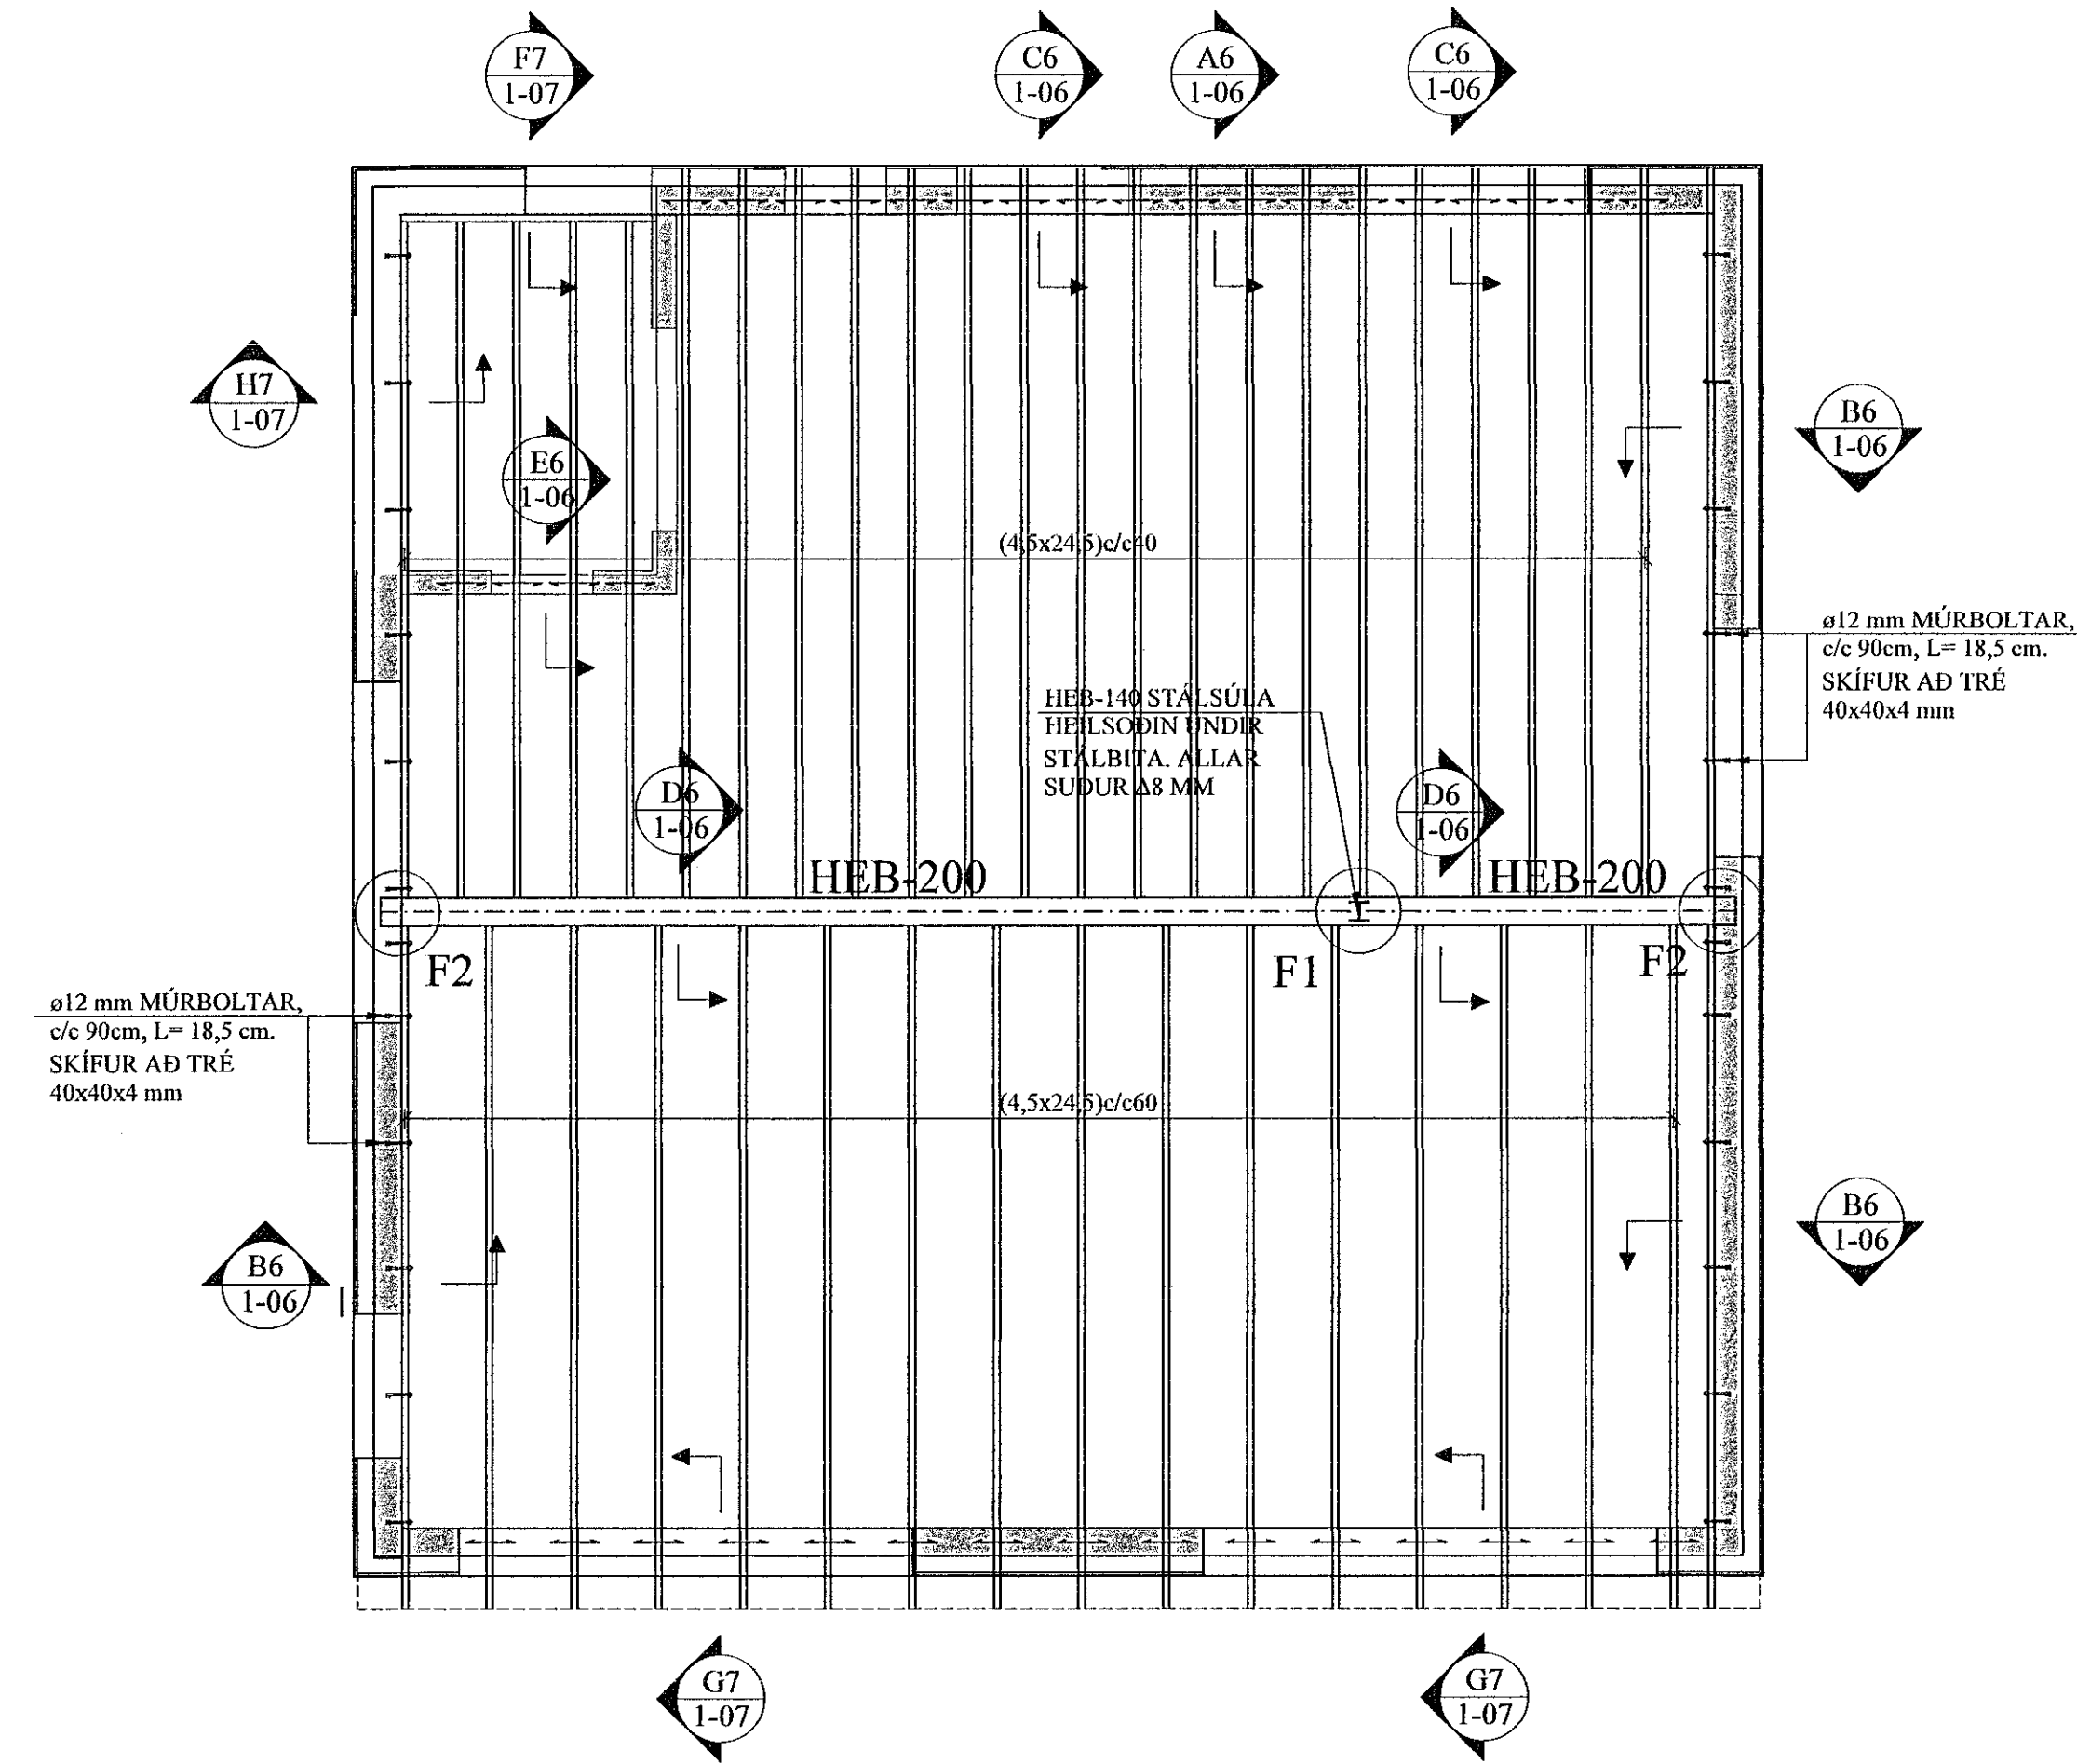 F7
1-07
C6
1-06
A6
1-06
C6
1-06
H7
1-07
B6
1-06
E6
1-06
(4,5x24,5)c/c40
ø12 mm MÚRBOLTAR,
c/c 90cm, L= 18,5 cm.
SKÍFUR AÐ TRÉ
40x40x4 mm
HEB-140 STÁLSÚLA
HEILSOÐIN UNDIR
STÁLBITA. ALLAR
SUÐUR Δ8 MM
D6
1-06
D6
1-06
HEB-200
HEB-200
F2
F1
F2
ø12 mm MÚRBOLTAR,
c/c 90cm, L= 18,5 cm.
SKÍFUR AÐ TRÉ
40x40x4 mm
(4,5x24,5)c/c60
B6
1-06
B6
1-06
G7
1-07
G7
1-07